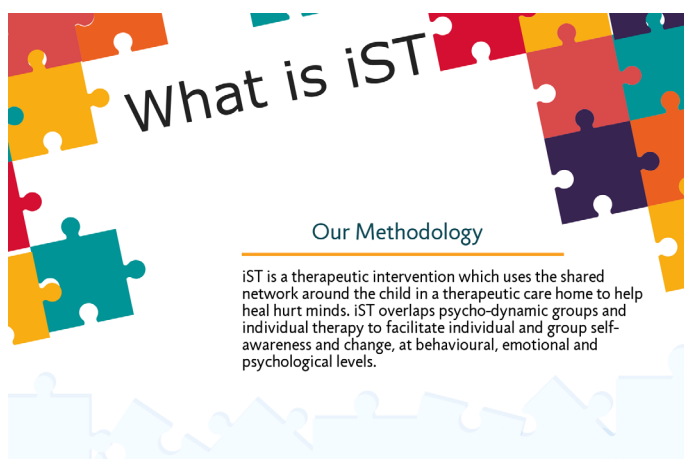 What is iST
Our Methodology
iST is a therapeutic intervention which uses the shared
network around the child in a therapeutic care home to help
heal hurt minds. iST overlaps psycho-dynamic groups and
individual therapy to facilitate individual and group self-
awareness and change, at behavioural, emotional and
psychological levels.